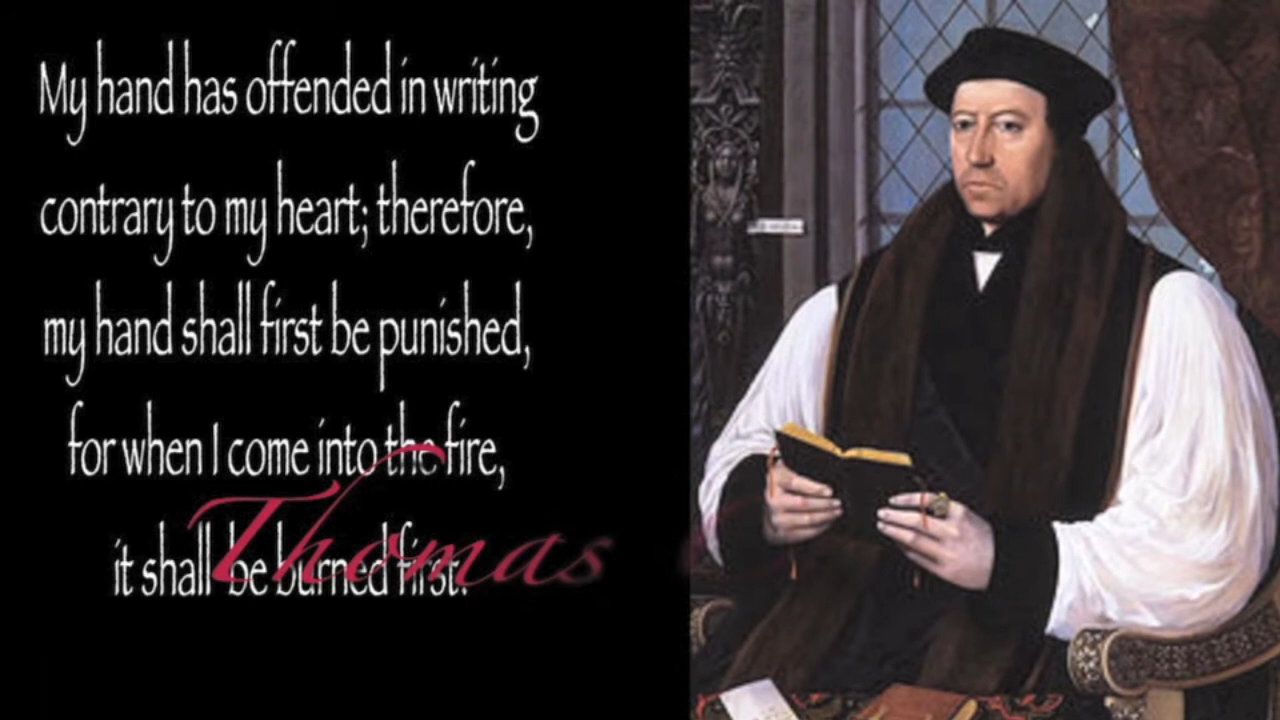 My hand has offended in writing
contrary to my heart; therefore,
my hand shall first be punished,
for when I come into the fire,
it shall be burned first.
Thomas